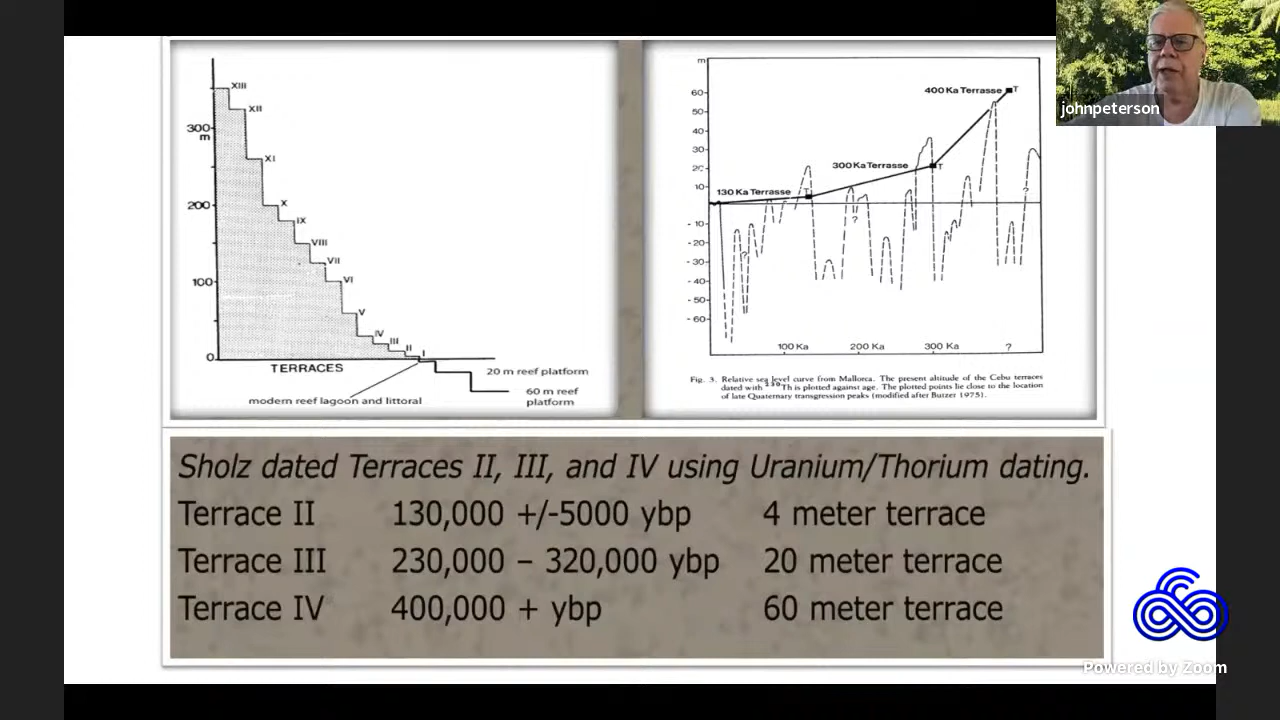 XIII
XII
300
m
XI
200
X
IX
VIII
VII
VI
100
V
IV
III
II
I
0
TERRACES
20 m reef platform
60 m reef
platform
modern reef lagoon and littoral
m
60
50
40
30
20
10
- 10
- 20
- 30
- 40
- 50
- 60
400 Ka Terrasse
T
300 Ka Terrasse
T
130 Ka Terrasse
T
?
?
?
100 Ka
200 Ka
300 Ka
?
Fig. 3. Relative sea level curve from Mallorca. The present altitude of the Cebu terraces
dated with ²³⁰Th is plotted against age. The plotted points lie close to the location
of late Quaternary transgression peaks (modified after Butzer 1975).
johnpeterson
Sholz dated Terraces II, III, and IV using Uranium/Thorium dating.
Terrace II 130,000 +/-5000 ybp 4 meter terrace
Terrace III 230,000 – 320,000 ybp 20 meter terrace
Terrace IV 400,000 + ybp 60 meter terrace
Powered by Zoom